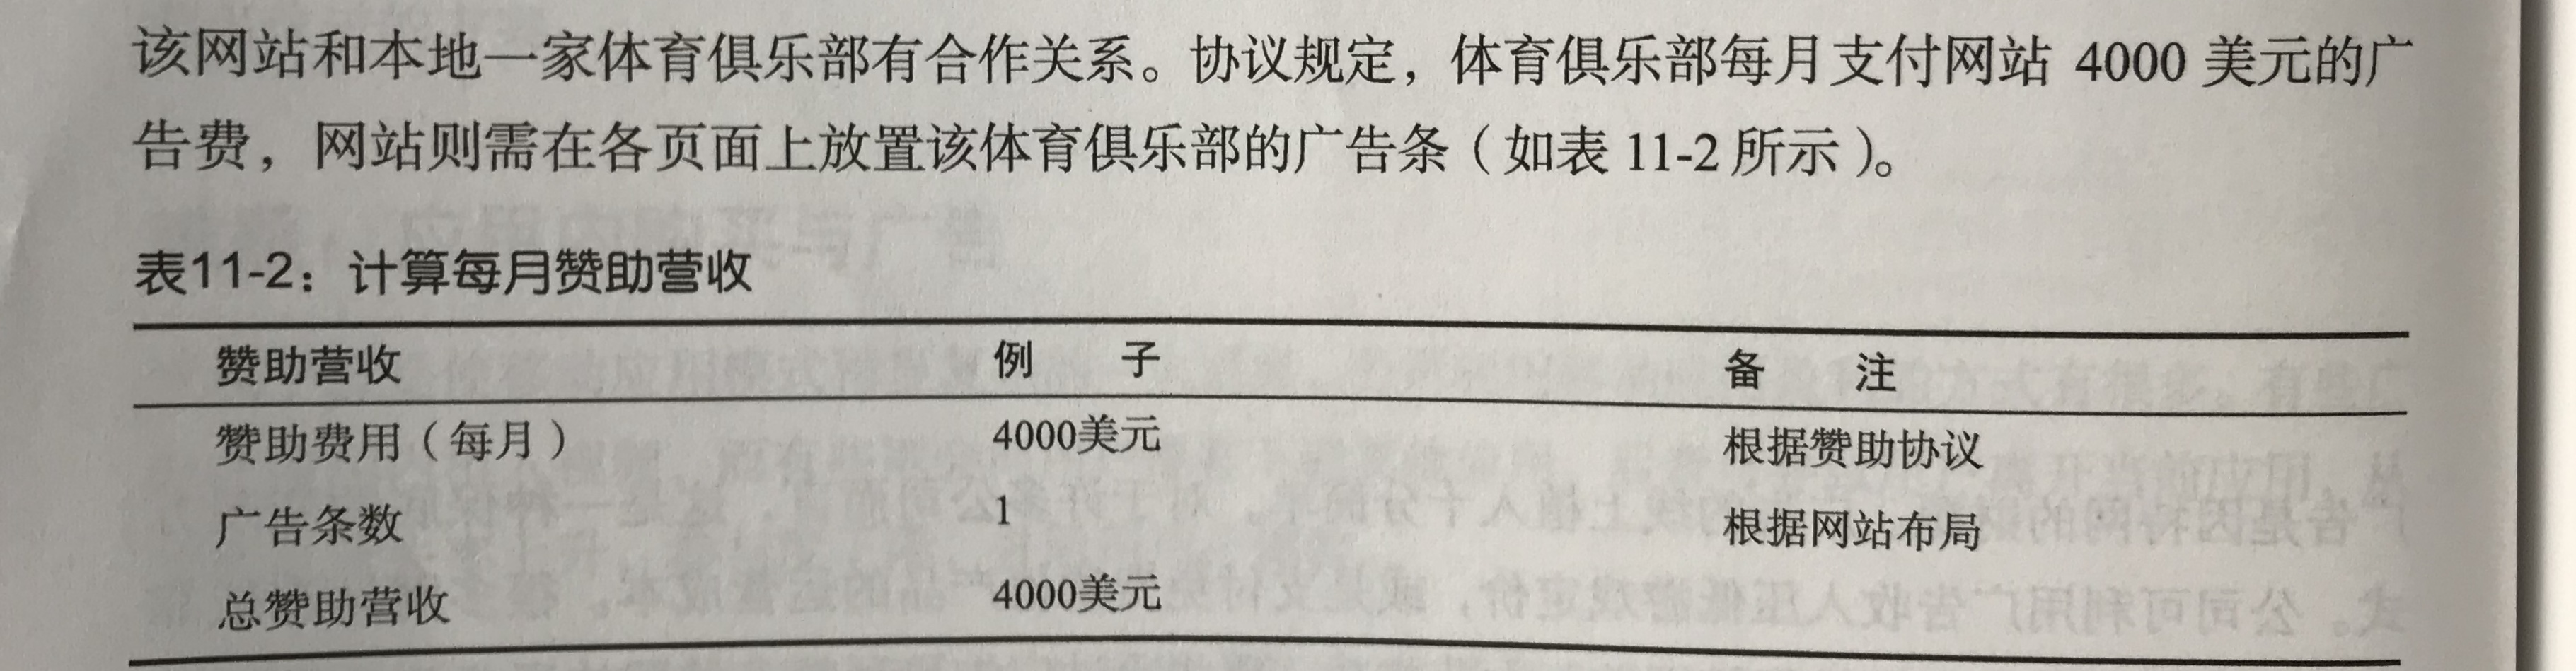 该网站和本地一家体育俱乐部有合作关系。协议规定，体育俱乐部每月支付网站 4000 美元的广
告费，网站则需在各页面上放置该体育俱乐部的广告条（如表 11-2 所示）。
表11-2：计算每月赞助营收
赞助营收 例 子 备 注
赞助费用（每月） 4000美元 根据赞助协议
广告条数 1 根据网站布局
总赞助营收 4000美元